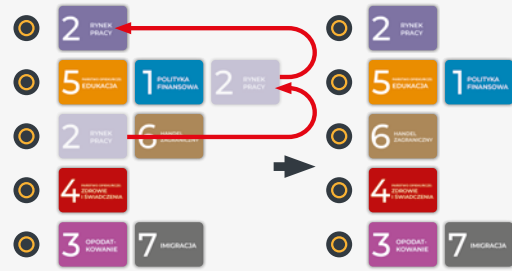 2 RYNEK
PRACY
2 RYNEK
PRACY
5 EDUKACJA
1 POLITYKA
FINANSOWA
2 RYNEK
PRACY
5 EDUKACJA
1 POLITYKA
FINANSOWA
2 RYNEK
PRACY
6 HANDEL
ZAGRANICZNY
6 HANDEL
ZAGRANICZNY
4 ZDROWIE
I ŚWIADCZENIA
4 ZDROWIE
I ŚWIADCZENIA
3 OPODAT-
KOWANIE
7 IMIGRACJA
3 OPODAT-
KOWANIE
7 IMIGRACJA